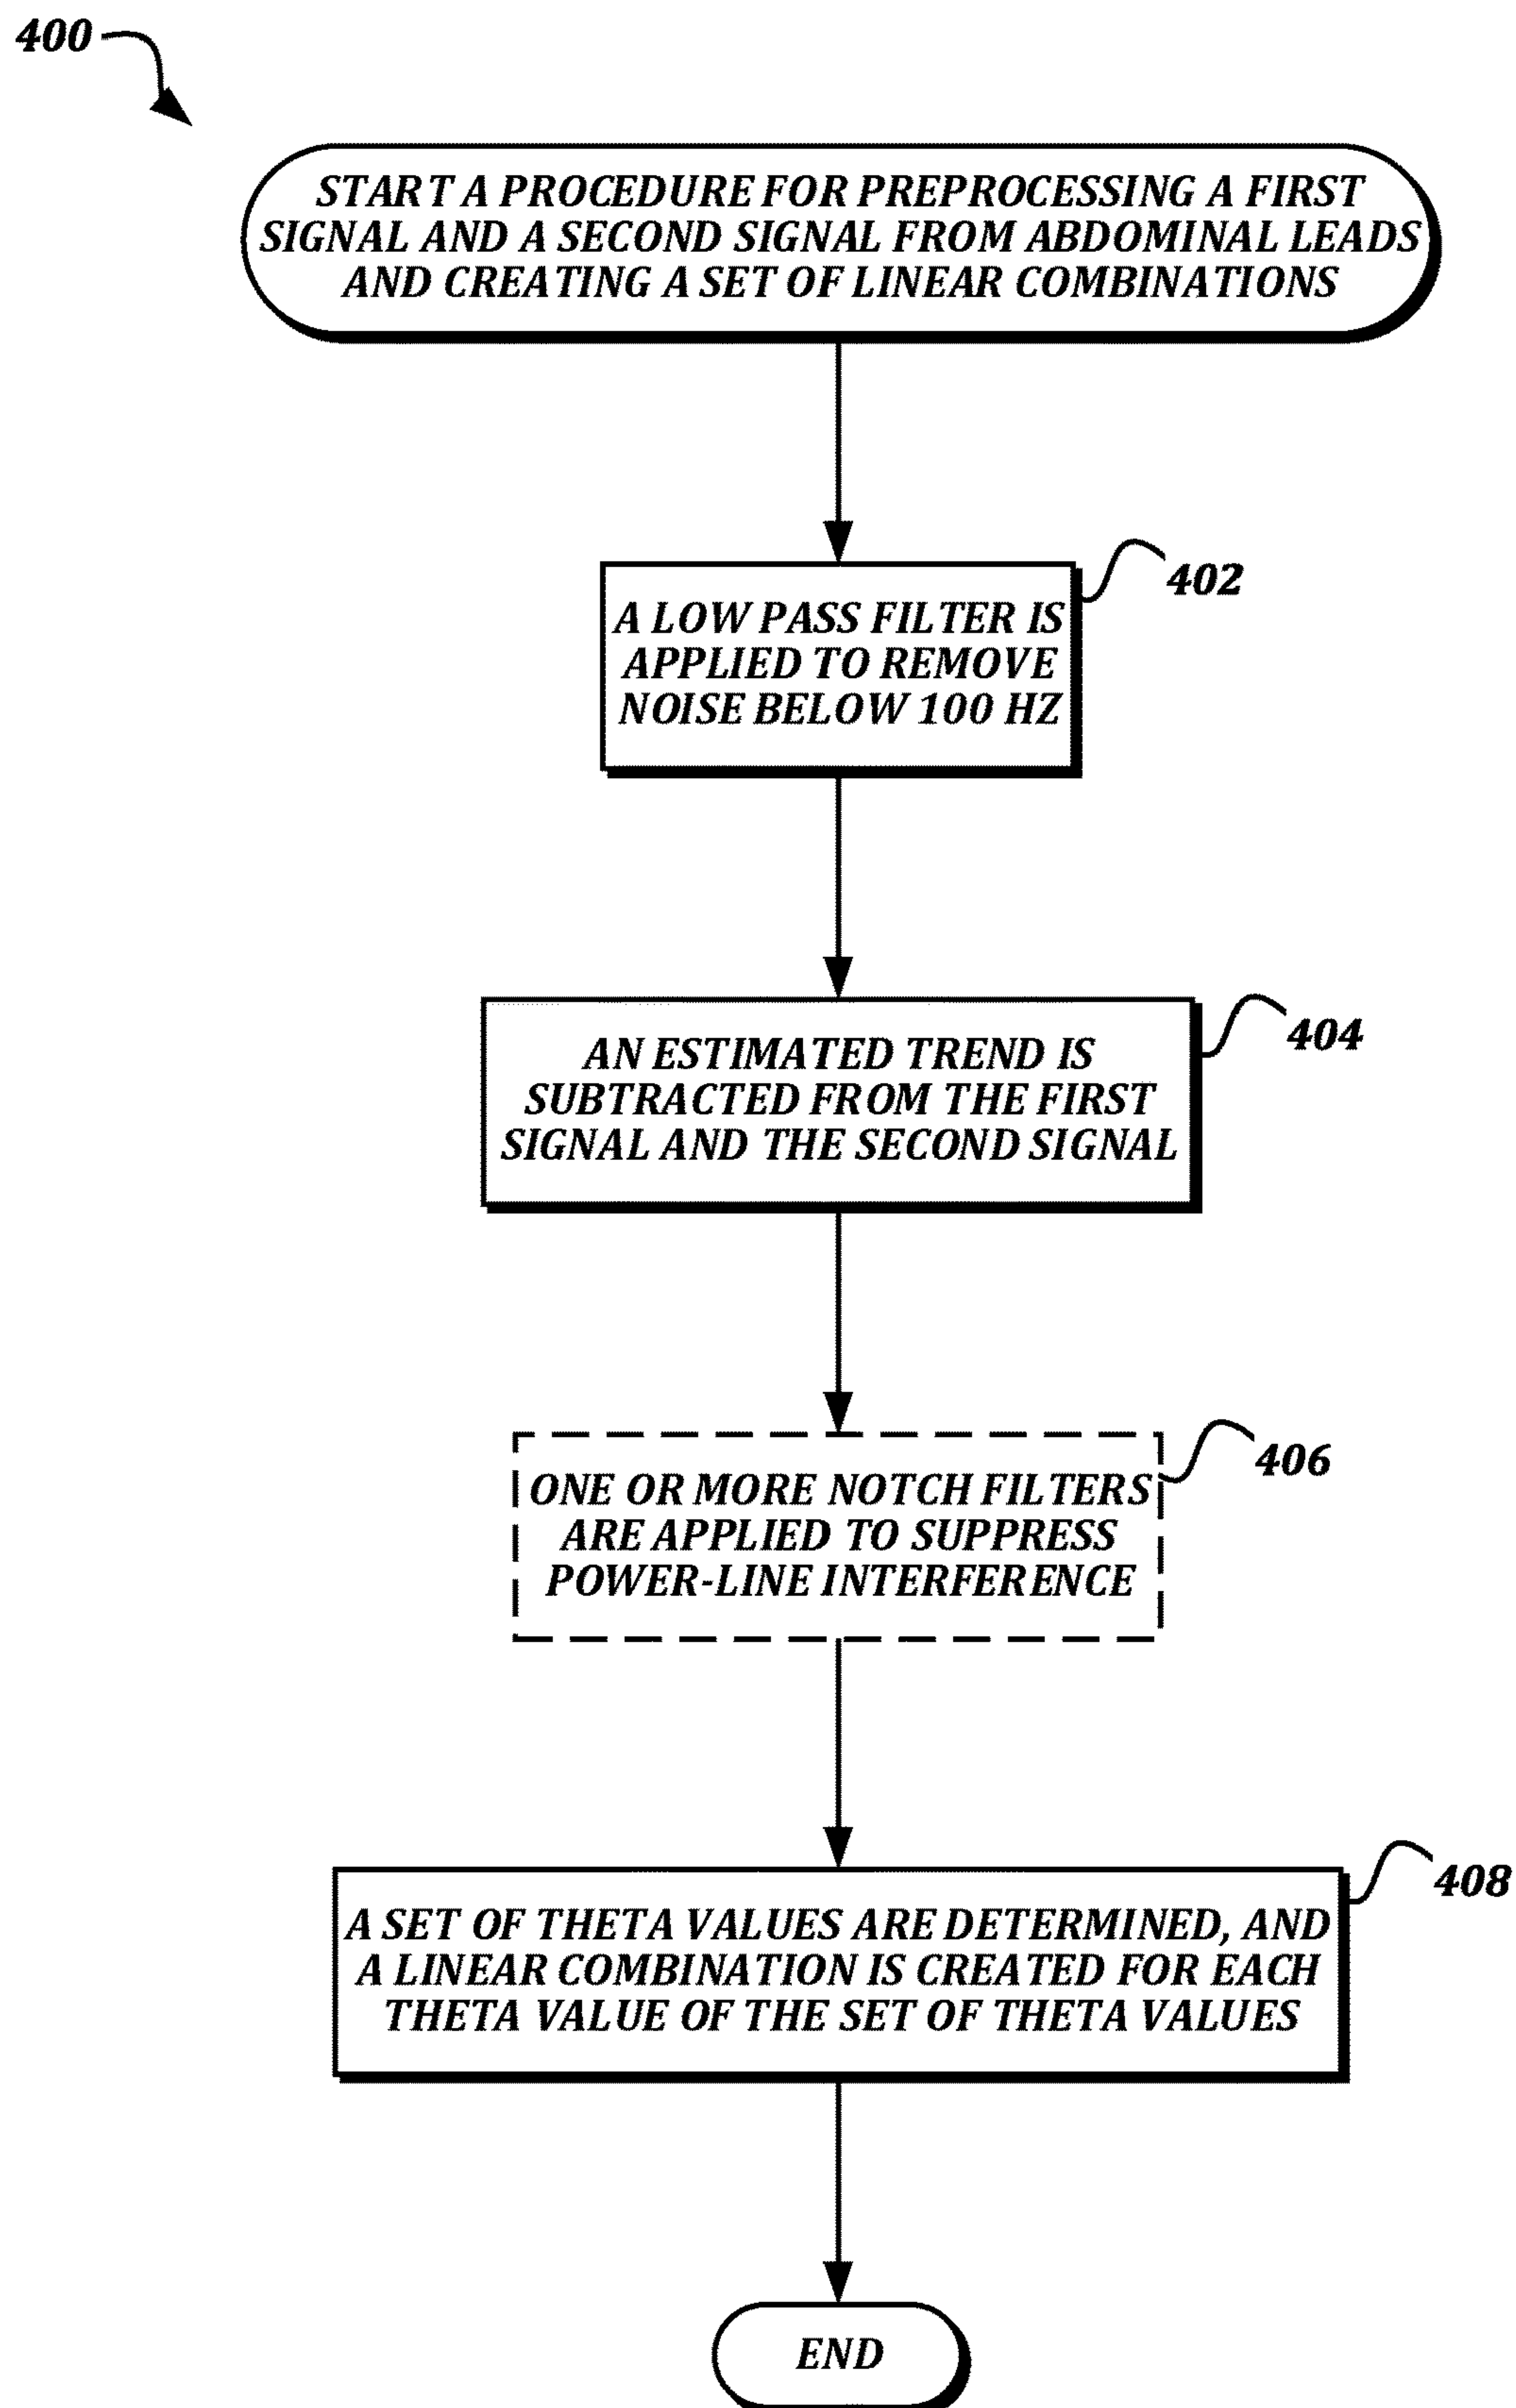 400
START A PROCEDURE FOR PREPROCESSING A FIRST
SIGNAL AND A SECOND SIGNAL FROM ABDOMINAL LEADS
AND CREATING A SET OF LINEAR COMBINATIONS
402
A LOW PASS FILTER IS
APPLIED TO REMOVE
NOISE BELOW 100 HZ
404
AN ESTIMATED TREND IS
SUBTRACTED FROM THE FIRST
SIGNAL AND THE SECOND SIGNAL
406
ONE OR MORE NOTCH FILTERS
ARE APPLIED TO SUPPRESS
POWER-LINE INTERFERENCE
408
A SET OF THETA VALUES ARE DETERMINED, AND
A LINEAR COMBINATION IS CREATED FOR EACH
THETA VALUE OF THE SET OF THETA VALUES
END